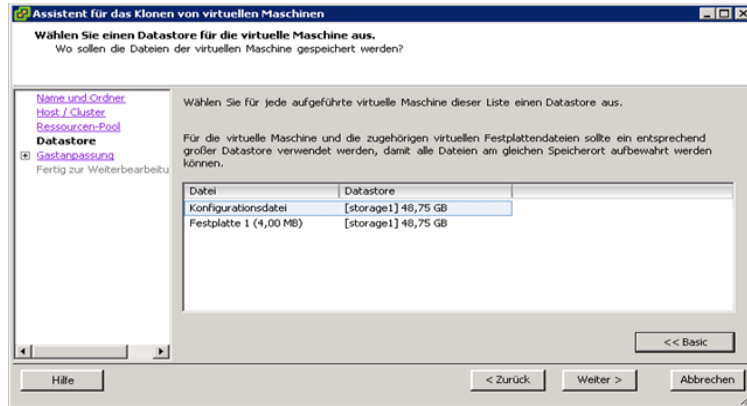 Assistent für das Klonen von virtuellen Maschinen
Wählen Sie einen Datastore für die virtuelle Maschine aus.
Wo sollen die Dateien der virtuellen Maschine gespeichert werden?
Name und Ordner
Host / Cluster
Ressourcen-Pool
Datastore
Gastanpassung
Fertig zur Weiterbearbeitu
Wählen Sie für jede aufgeführte virtuelle Maschine dieser Liste einen Datastore aus.
Für die virtuelle Maschine und die zugehörigen virtuellen Festplattendateien sollte ein entsprechend
großer Datastore verwendet werden, damit alle Dateien am gleichen Speicherort aufbewahrt werden
können.
Datei Datastore
Konfigurationsdatei [storage1] 48,75 GB
Festplatte 1 (4,00 MB) [storage1] 48,75 GB
<< Basic
Hilfe < Zurück Weiter > Abbrechen